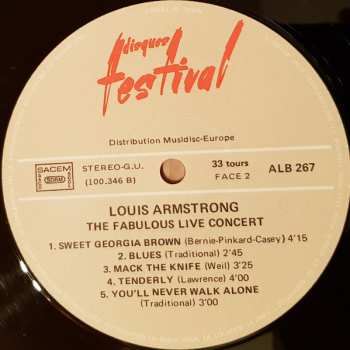 disques
festival
Distribution Musidisc-Europe
SACEM
SDRM
STEREO-G.U.
(100.346 B)
33 tours
FACE 2
ALB 267
LOUIS ARMSTRONG
THE FABULOUS LIVE CONCERT
1. SWEET GEORGIA BROWN (Bernie-Pinkard-Casey) 4'15
2. BLUES (Traditional) 2'45
3. MACK THE KNIFE (Weil) 5'25
4. TENDERLY (Lawrence) 4'00
5. YOU'LL NEVER WALK ALONE
(Traditional) 3'00